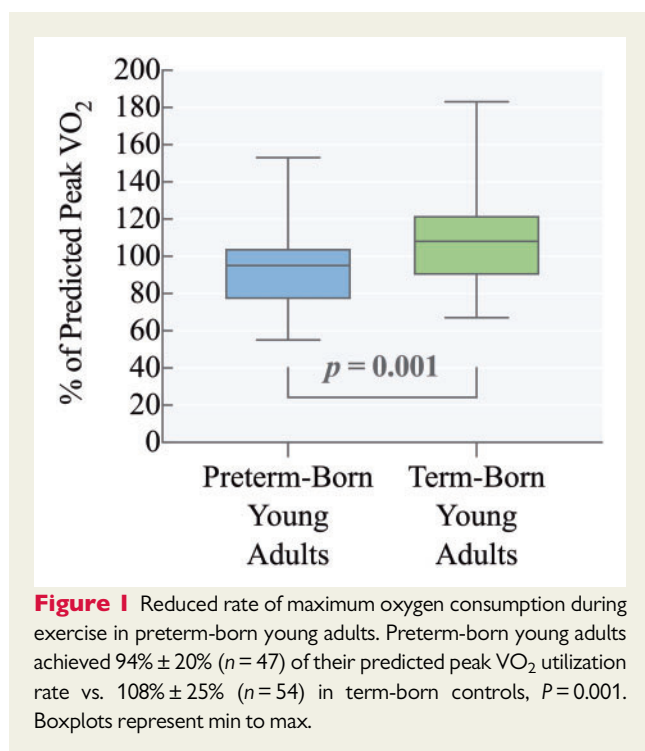 % of Predicted Peak VO2
200
180
160
140
120
100
80
60
40
20
0
p = 0.001
Preterm-Born Young Adults
Term-Born Young Adults
Figure 1 Reduced rate of maximum oxygen consumption during
exercise in preterm-born young adults. Preterm-born young adults
achieved 94% ± 20% (n = 47) of their predicted peak VO2 utilization
rate vs. 108% ± 25% (n = 54) in term-born controls, P = 0.001.
Boxplots represent min to max.